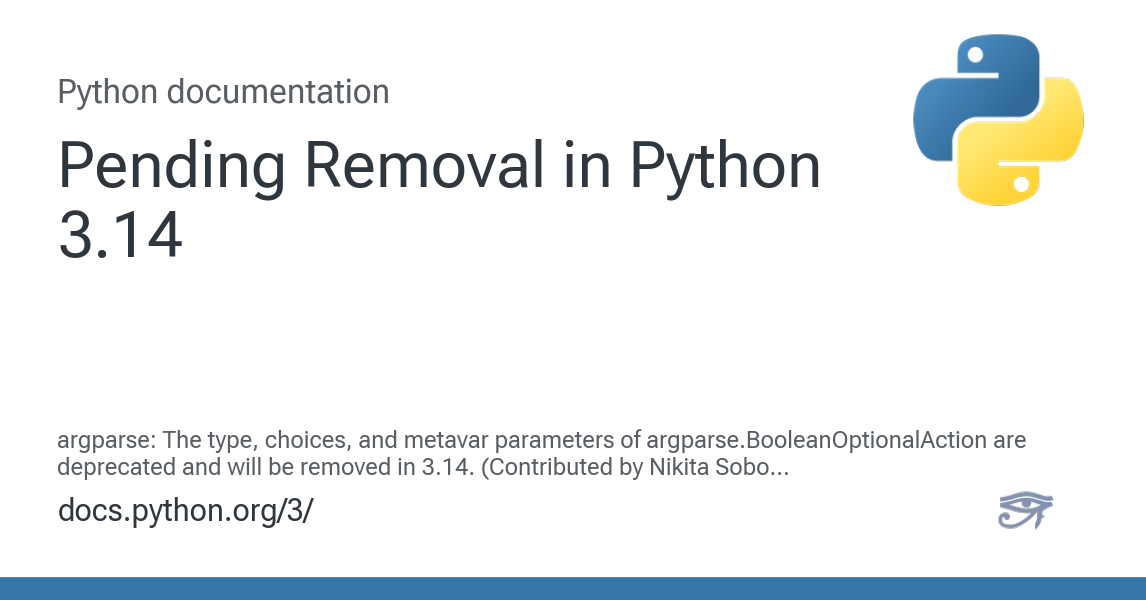 Python documentation
Pending Removal in Python
3.14
argparse: The type, choices, and metavar parameters of argparse.BooleanOptionalAction are
deprecated and will be removed in 3.14. (Contributed by Nikita Sobo...
docs.python.org/3/